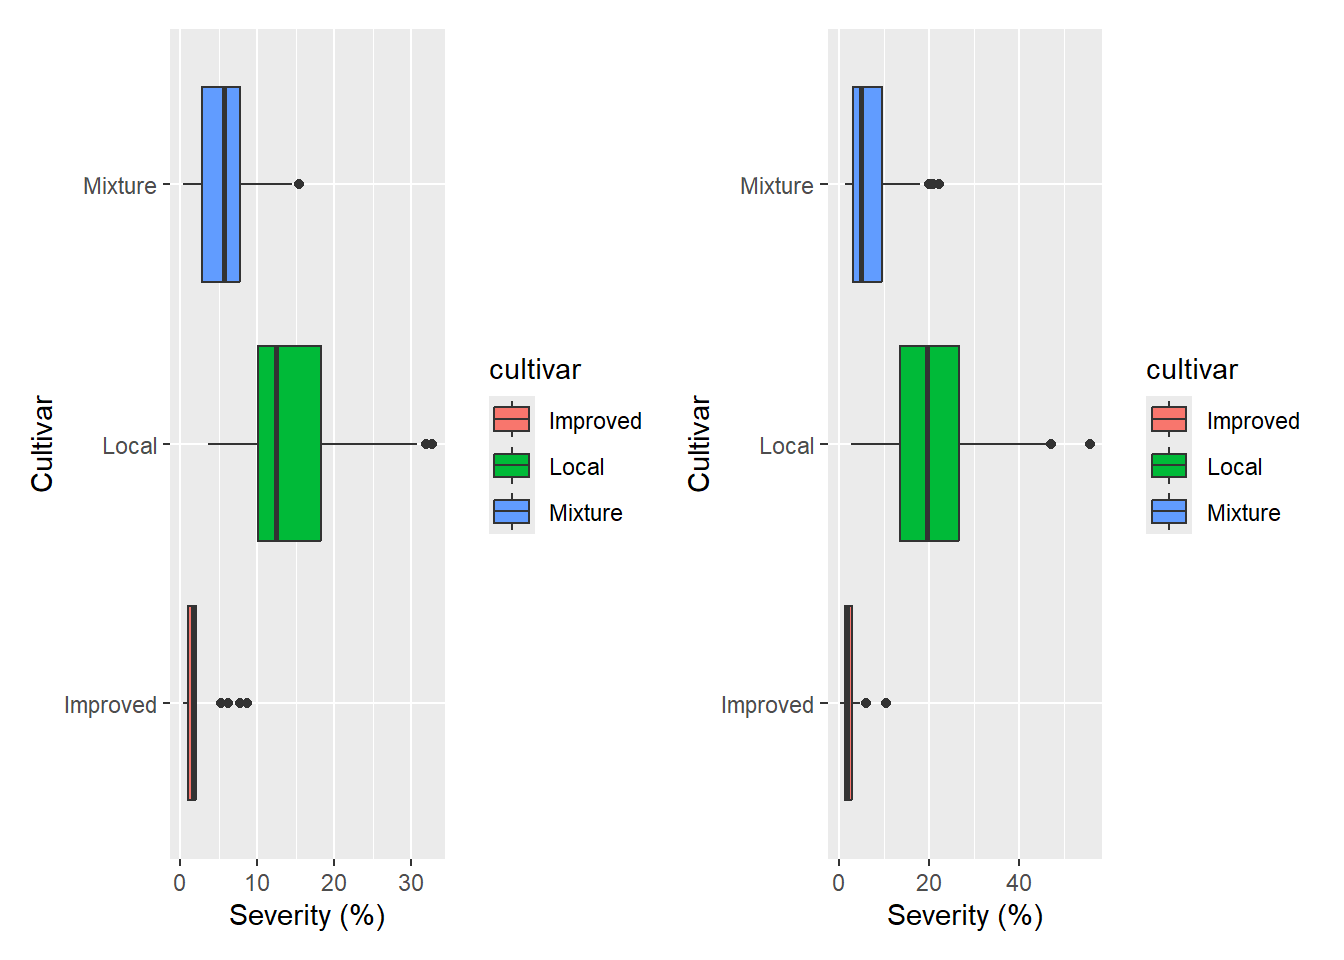 Cultivar
Mixture
Local
Improved
0 10 20 30
Severity (%)
cultivar
Improved
Local
Mixture
Cultivar
Mixture
Local
Improved
0 20 40
Severity (%)
cultivar
Improved
Local
Mixture